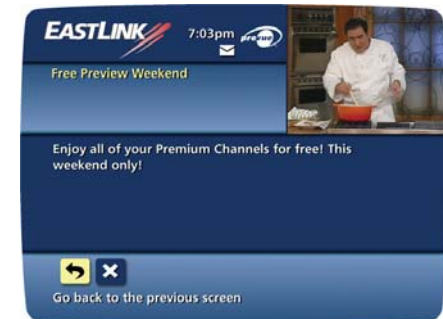 EASTLINK
7:03pm
prevue
Free Preview Weekend
Enjoy all of your Premium Channels for free! This
weekend only!
Go back to the previous screen